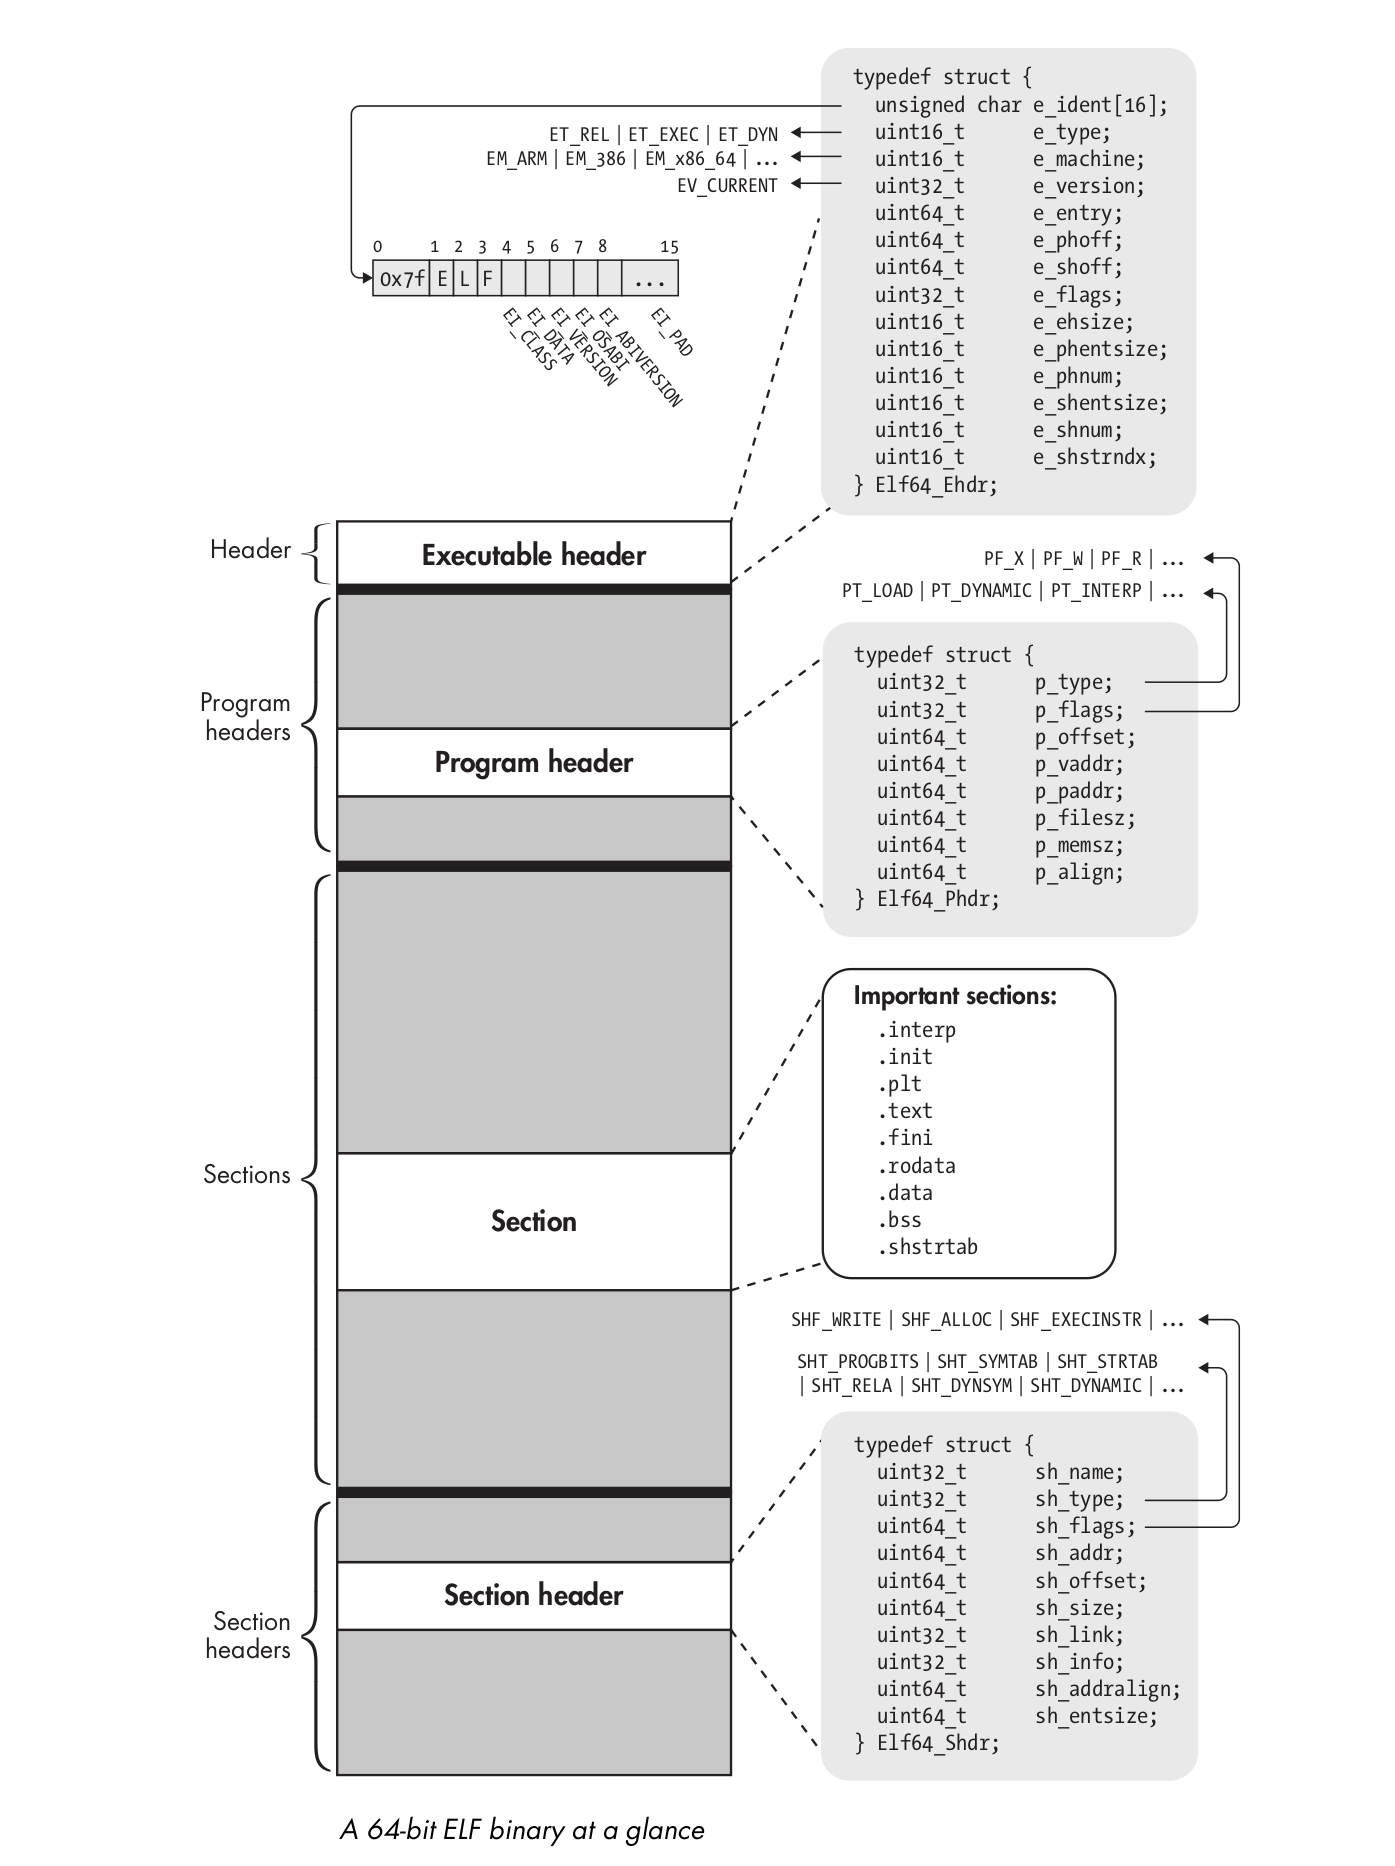 typedef struct {
unsigned char e_ident[16];
uint16_t e_type;
uint16_t e_machine;
uint32_t e_version;
uint64_t e_entry;
uint64_t e_phoff;
uint64_t e_shoff;
uint32_t e_flags;
uint16_t e_ehsize;
uint16_t e_phentsize;
uint16_t e_phnum;
uint16_t e_shentsize;
uint16_t e_shnum;
uint16_t e_shstrndx;
} Elf64_Ehdr;
ET_REL | ET_EXEC | ET_DYN
EM_ARM | EM_386 | EM_x86_64 | ...
EV_CURRENT
0 1 2 3 4 5 6 7 8 15
0x7f E L F ...
EI_CLASS
EI_DATA
EI_VERSION
EI_OSABI
EI_ABIVERSION
EI_PAD
Header
Executable header
PF_X | PF_W | PF_R | ...
PT_LOAD | PT_DYNAMIC | PT_INTERP | ...
Program
headers
Program header
typedef struct {
uint32_t p_type;
uint32_t p_flags;
uint64_t p_offset;
uint64_t p_vaddr;
uint64_t p_paddr;
uint64_t p_filesz;
uint64_t p_memsz;
uint64_t p_align;
} Elf64_Phdr;
Sections
Section
Important sections:
.interp
.init
.plt
.text
.fini
.rodata
.data
.bss
.shstrtab
SHF_WRITE | SHF_ALLOC | SHF_EXECINSTR | ...
SHT_PROGBITS | SHT_SYMTAB | SHT_STRTAB
| SHT_RELA | SHT_DYNSYM | SHT_DYNAMIC | ...
Section
headers
Section header
typedef struct {
uint32_t sh_name;
uint32_t sh_type;
uint64_t sh_flags;
uint64_t sh_addr;
uint64_t sh_offset;
uint64_t sh_size;
uint32_t sh_link;
uint32_t sh_info;
uint64_t sh_addralign;
uint64_t sh_entsize;
} Elf64_Shdr;
A 64-bit ELF binary at a glance